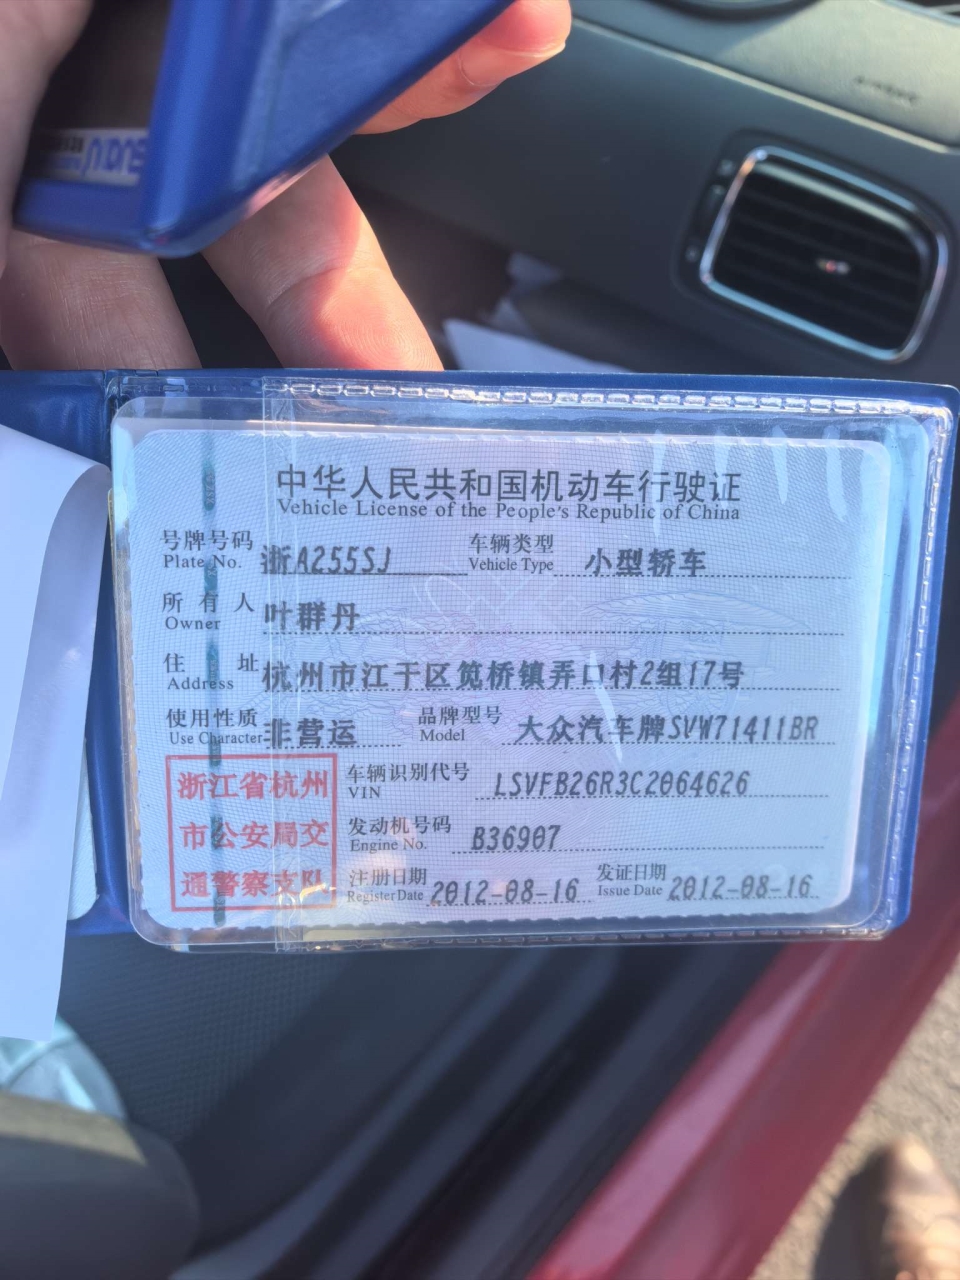 中华人民共和国机动车行驶证
Vehicle License of the People's Republic of China
号牌号码 浙A255SJ 车辆类型 小型轿车
Plate No. Vehicle Type
所有人 叶群丹
Owner
住址 杭州市江干区笕桥镇弄口村2组17号
Address
使用性质 非营运 品牌型号 大众汽车牌SVW71411BR
Use Character Model
浙江省杭州
市公安局交
通警察支队
车辆识别代号 LSVFB26R3C2064626
VIN
发动机号码 B36907
Engine No.
注册日期 2012-08-16 发证日期 2012-08-16
Register Date Issue Date